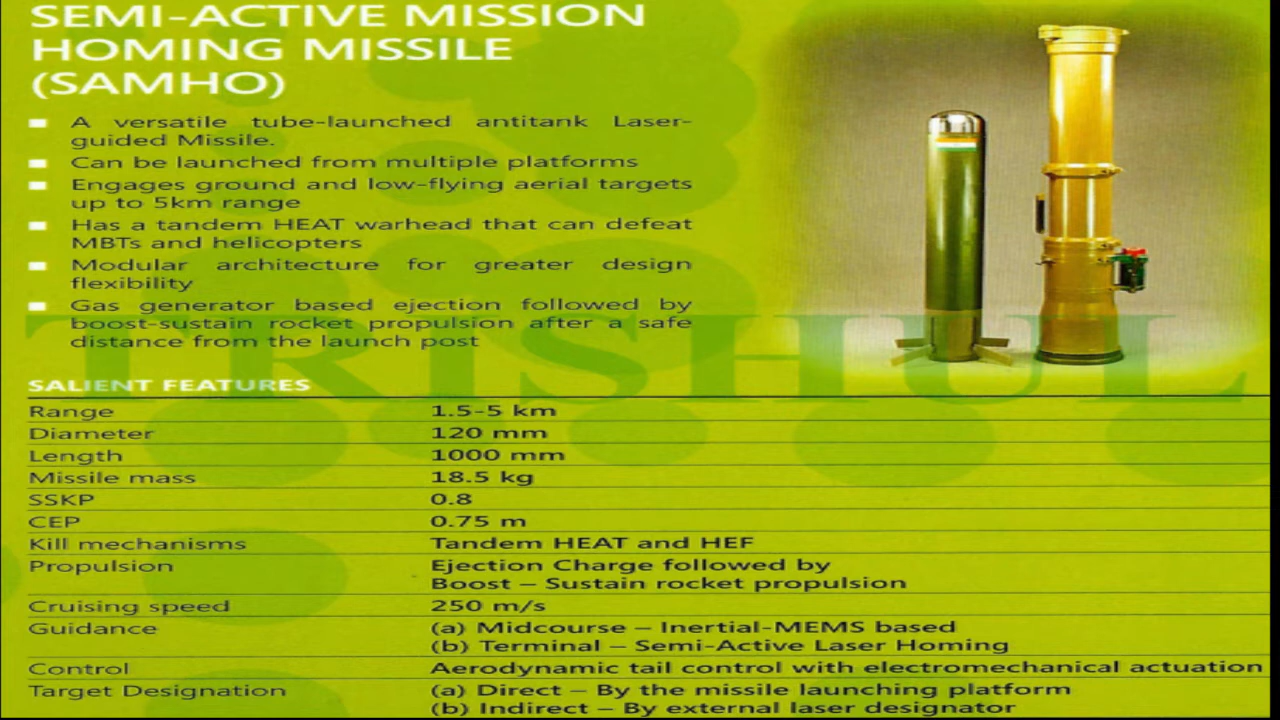 SEMI-ACTIVE MISSION
HOMING MISSILE
(SAMHO)
A versatile tube-launched antitank Laser-
guided Missile.
Can be launched from multiple platforms
Engages ground and low-flying aerial targets
up to 5km range
Has a tandem HEAT warhead that can defeat
MBTs and helicopters
Modular architecture for greater design
flexibility
Gas generator based ejection followed by
boost-sustain rocket propulsion after a safe
distance from the launch post
TRISHUL
SALIENT FEATURES
Range 1.5-5 km
Diameter 120 mm
Length 1000 mm
Missile mass 18.5 kg
SSKP 0.8
CEP 0.75 m
Kill mechanisms Tandem HEAT and HEF
Propulsion Ejection Charge followed by
Boost – Sustain rocket propulsion
Cruising speed 250 m/s
Guidance (a) Midcourse – Inertial-MEMS based
(b) Terminal – Semi-Active Laser Homing
Control Aerodynamic tail control with electromechanical actuation
Target Designation (a) Direct – By the missile launching platform
(b) Indirect – By external laser designator